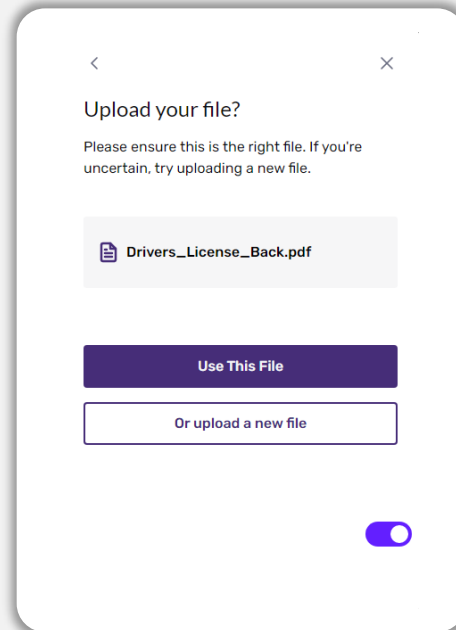 Upload your file?
Please ensure this is the right file. If you're
uncertain, try uploading a new file.
Drivers_License_Back.pdf
Use This File
Or upload a new file